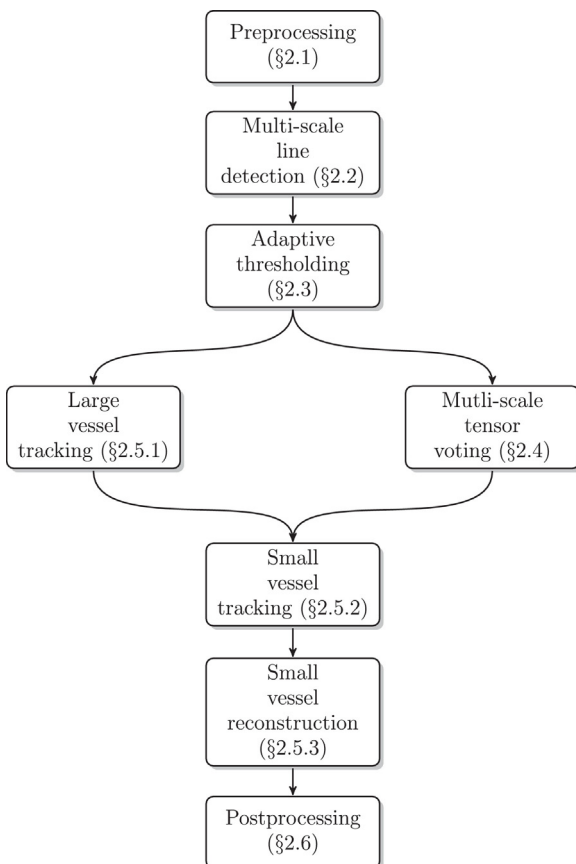 Preprocessing
(§2.1)
Multi-scale
line
detection (§2.2)
Adaptive
thresholding
(§2.3)
Large
vessel
tracking (§2.5.1)
Mutli-scale
tensor
voting (§2.4)
Small
vessel
tracking (§2.5.2)
Small
vessel
reconstruction
(§2.5.3)
Postprocessing
(§2.6)